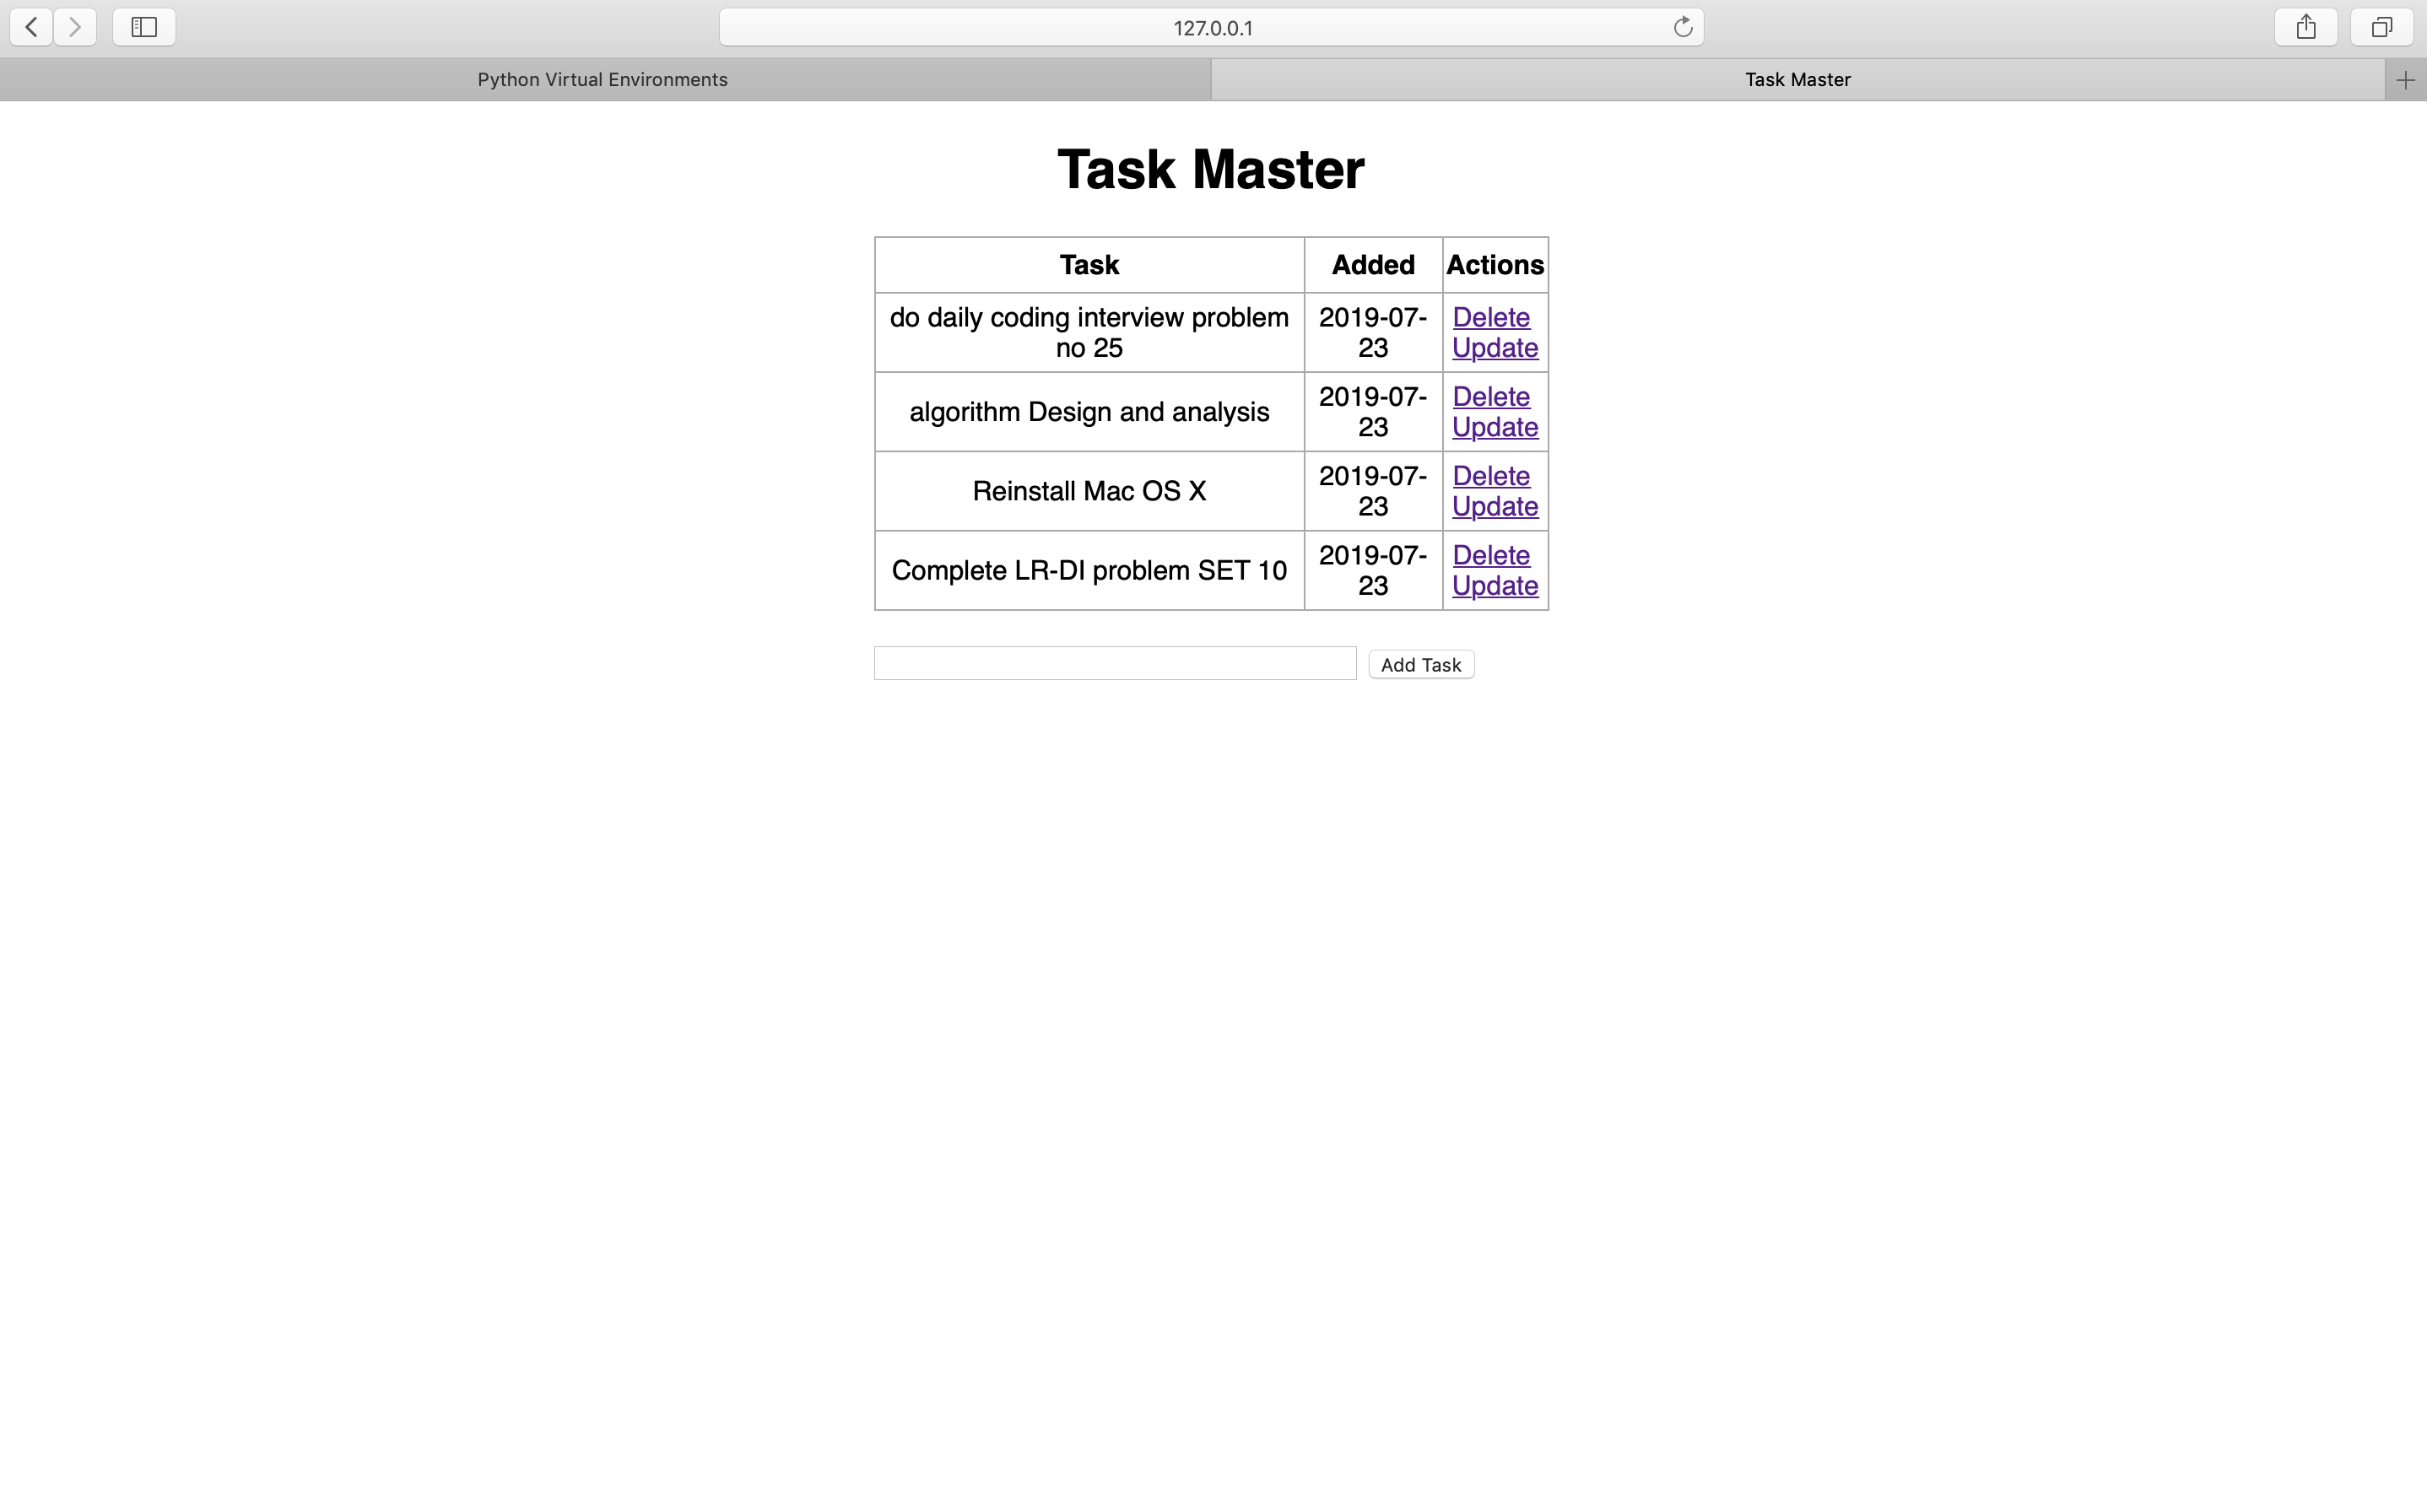 127.0.0.1
Python Virtual Environments
Task Master
Task Master
Task Added Actions
do daily coding interview problem
no 25
2019-07-
23
Delete
Update
algorithm Design and analysis
2019-07-
23
Delete
Update
Reinstall Mac OS X
2019-07-
23
Delete
Update
Complete LR-DI problem SET 10
2019-07-
23
Delete
Update
Add Task